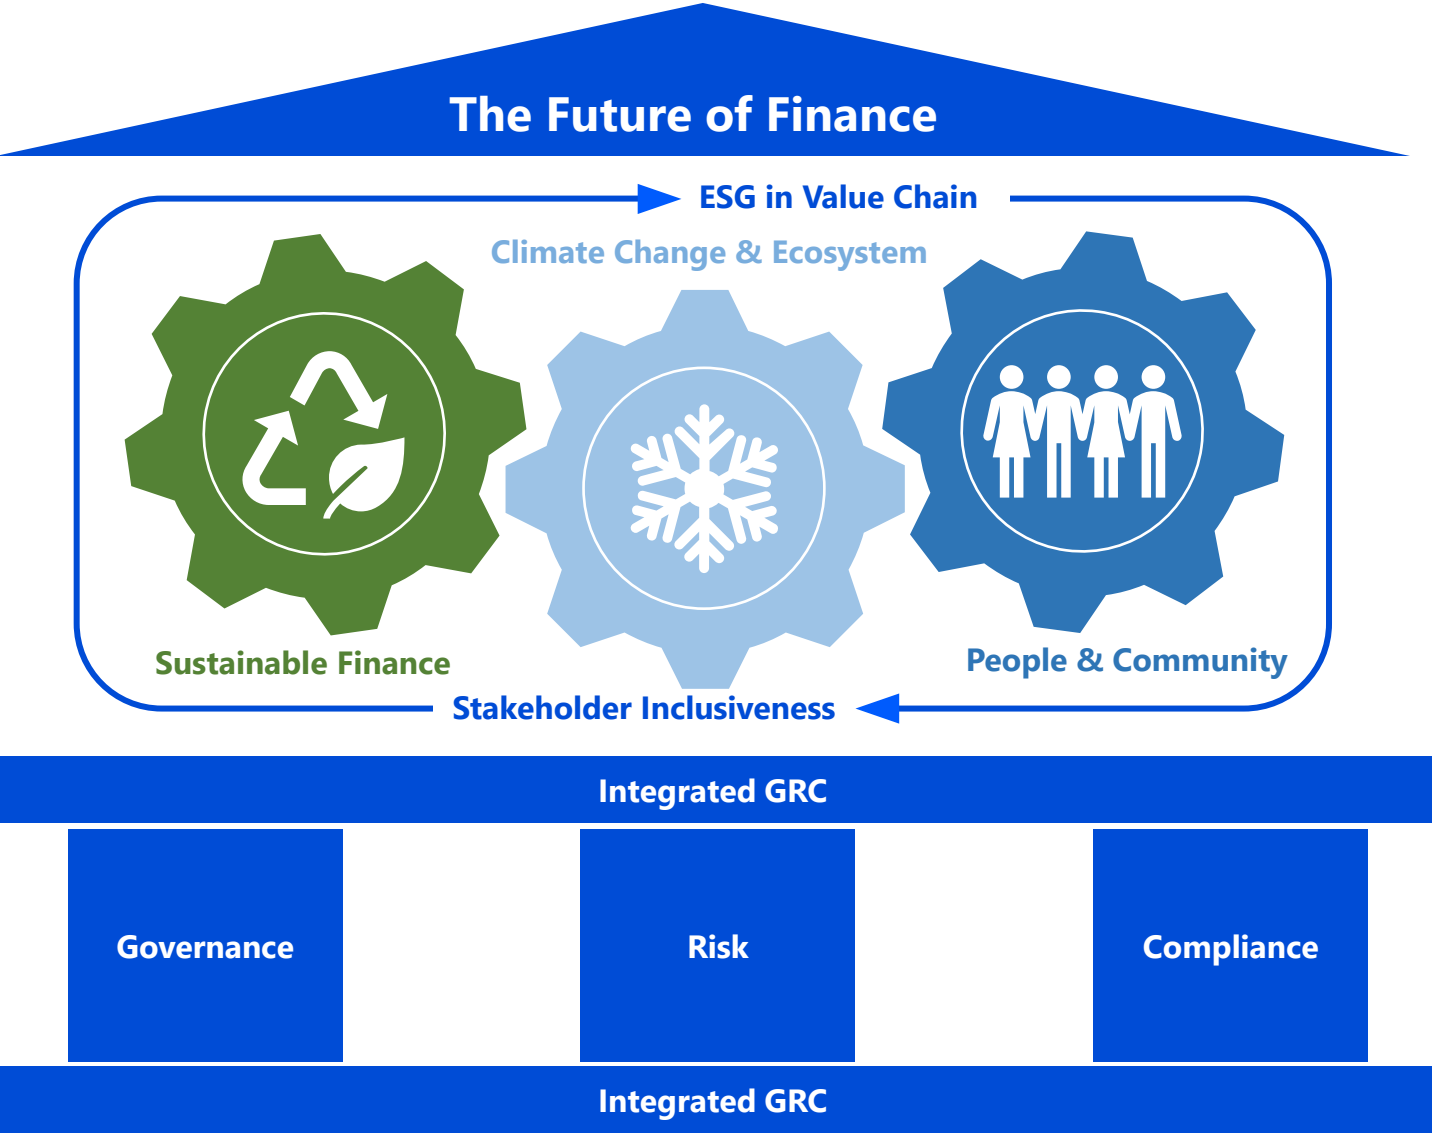 The Future of Finance
ESG in Value Chain
Climate Change & Ecosystem
Sustainable Finance
People & Community
Stakeholder Inclusiveness
Integrated GRC
Governance
Risk
Compliance
Integrated GRC